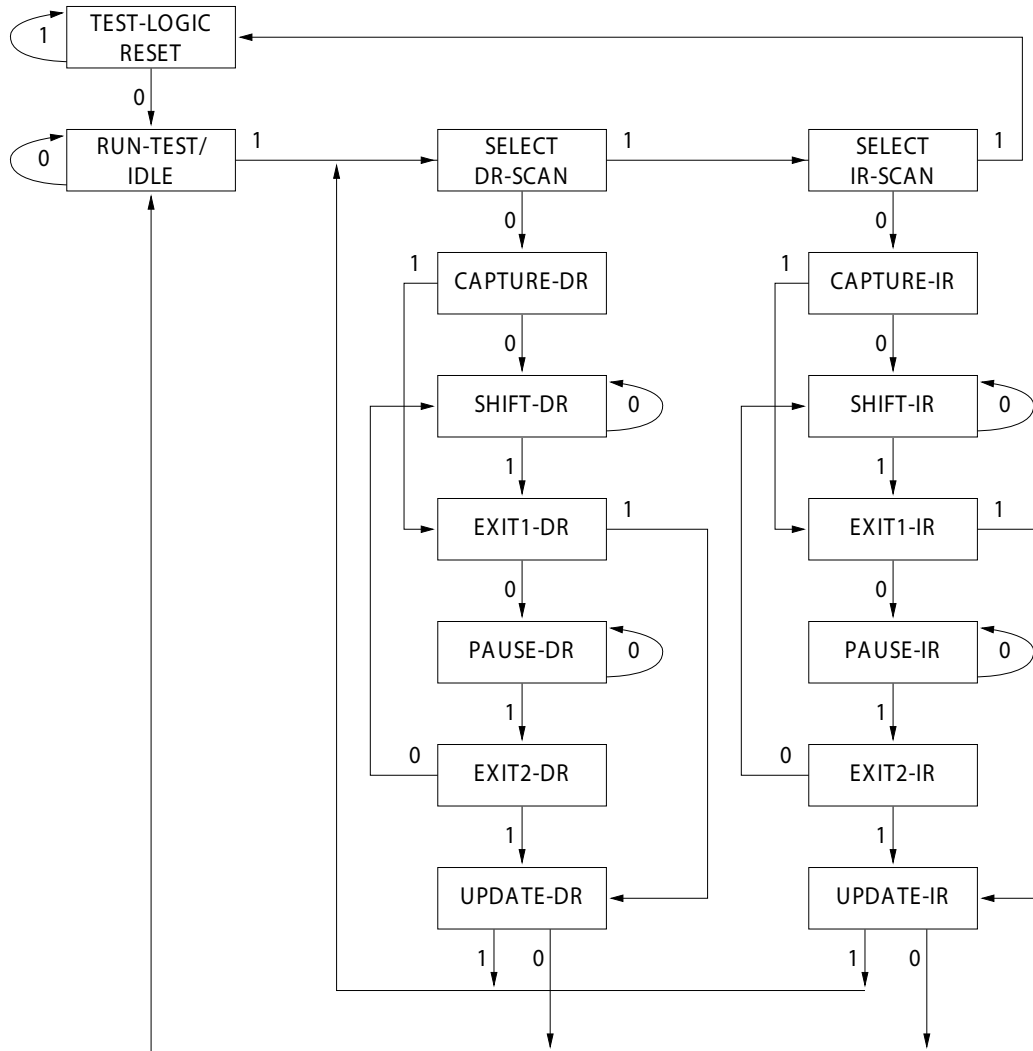 TEST-LOGIC
RESET
1
0
RUN-TEST/
IDLE
0
1
SELECT
DR-SCAN
1
SELECT
IR-SCAN
1
0
0
1
CAPTURE-DR
1
CAPTURE-IR
0
0
SHIFT-DR
0
SHIFT-IR
0
1
1
EXIT1-DR
1
EXIT1-IR
1
0
0
PAUSE-DR
0
PAUSE-IR
0
1
1
0
EXIT2-DR
0
EXIT2-IR
1
1
UPDATE-DR
UPDATE-IR
1
0
1
0